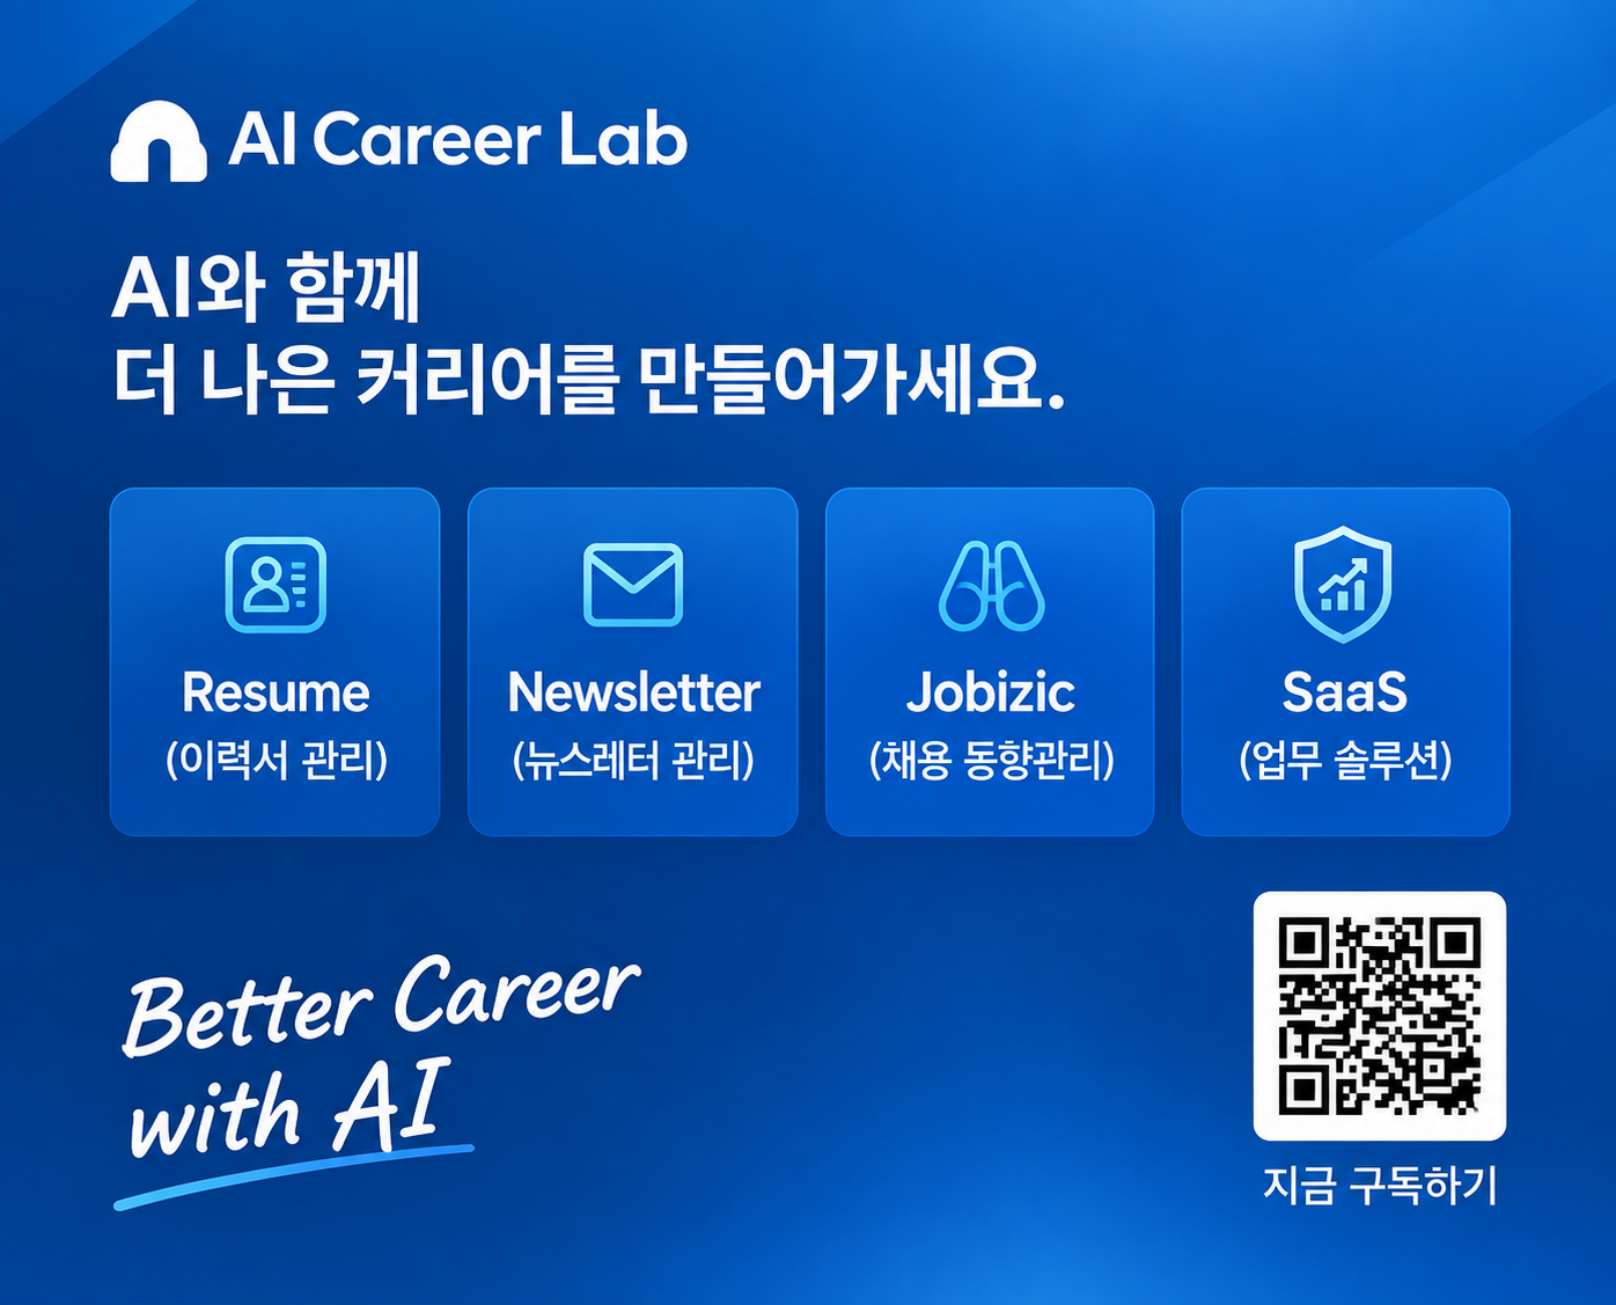 AI Career Lab
AI와 함께
더 나은 커리어를 만들어가세요.
Resume
(이력서 관리)
Newsletter
(뉴스레터 관리)
Jobizic
(채용 동향관리)
SaaS
(업무 솔루션)
Better Career
with AI
지금 구독하기